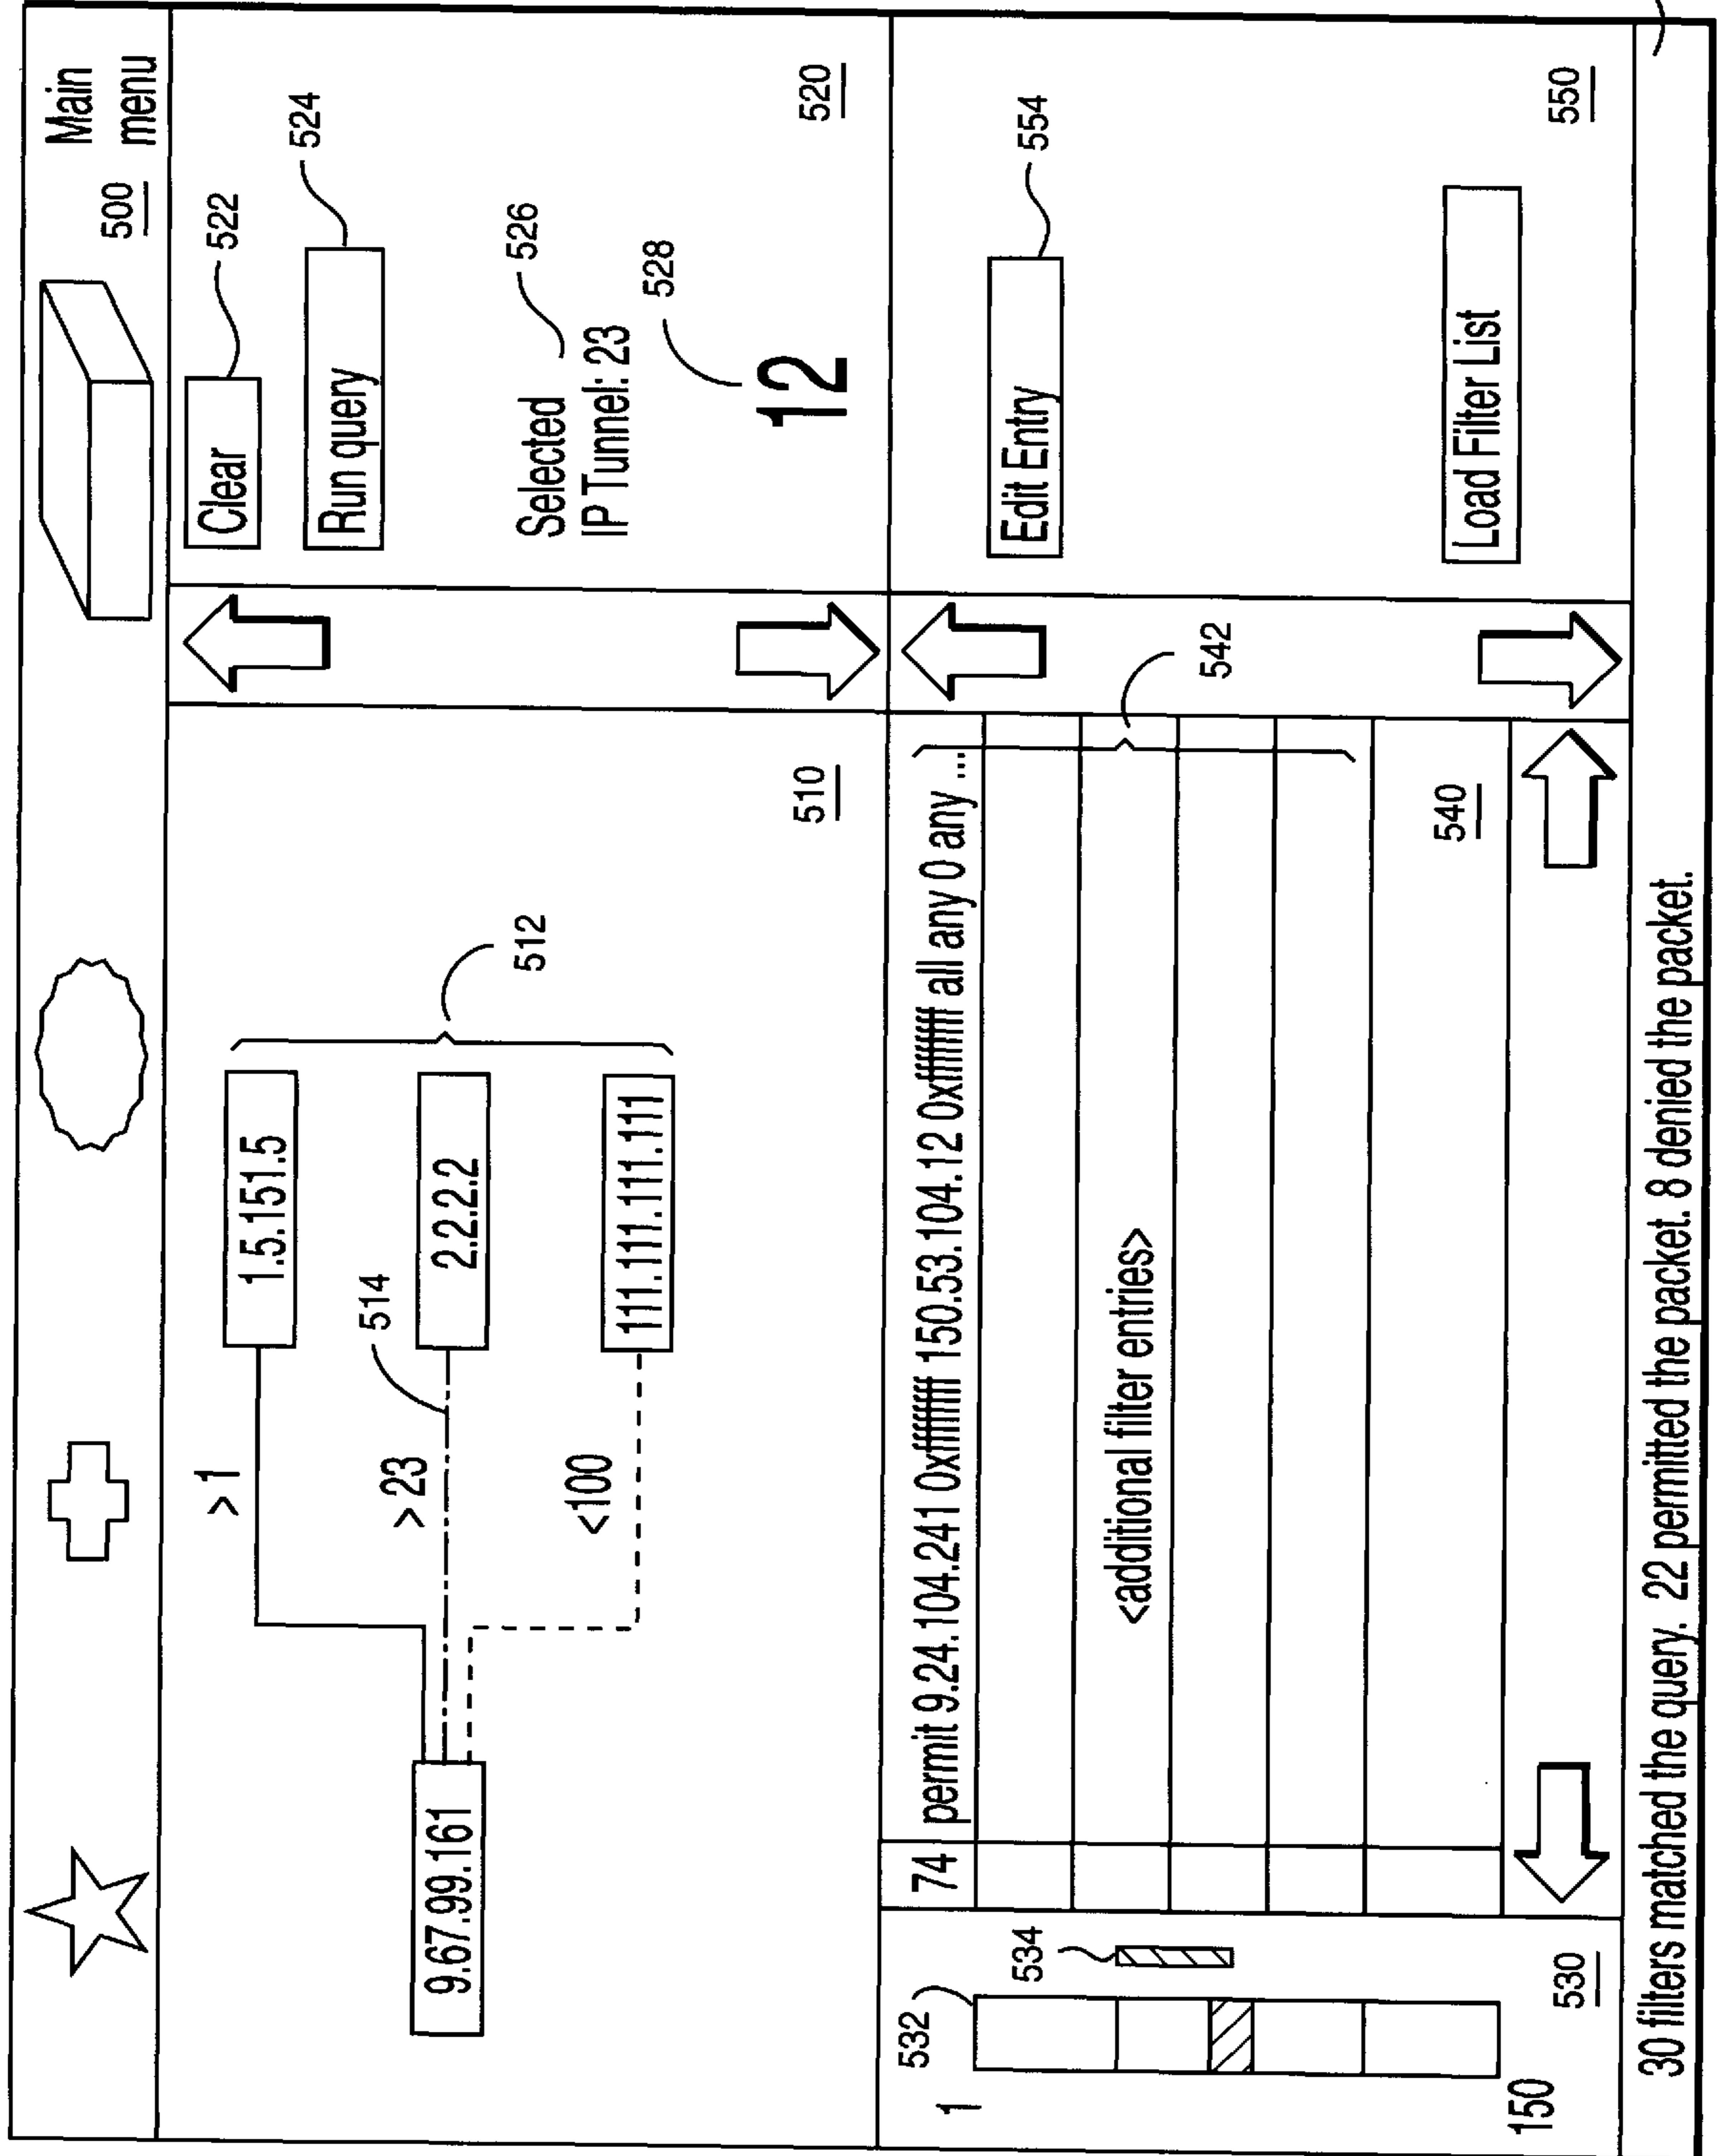 Main
menu
500
Clear
522
Run query
524
Selected
IP Tunnel: 23
526
528
12
520
1.5.151.5
>1
512
514
9.67.99.161
>23
2.2.2.2
<100
111.111.111.111
510
74
permit 9.24.104.241 0xffffffff 150.53.104.12 0xffffffff all any 0 any ...
542
<additional filter entries>
540
532
534
1
150
530
Edit Entry
554
Load Filter List
550
30 filters matched the query. 22 permitted the packet. 8 denied the packet.